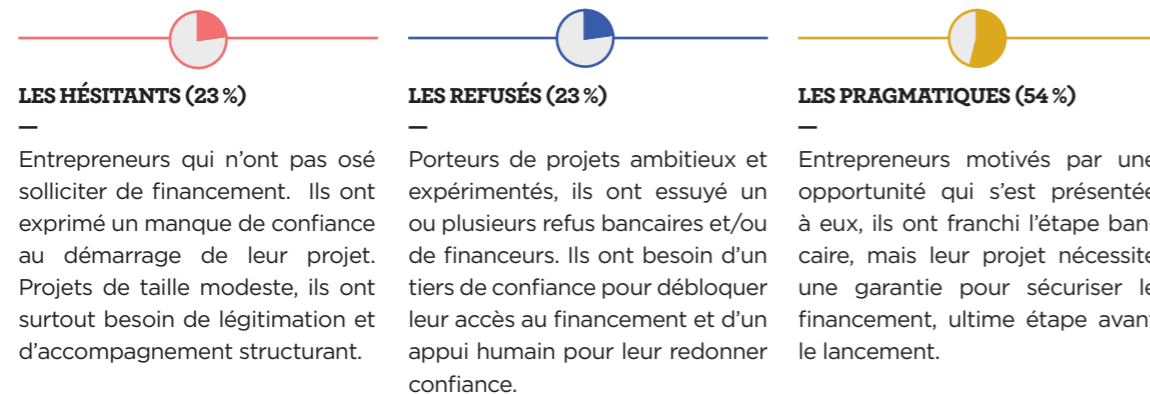 LES HÉSITANTS (23 %)
—
Entrepreneurs qui n'ont pas osé
solliciter de financement. Ils ont
exprimé un manque de confiance
au démarrage de leur projet.
Projets de taille modeste, ils ont
surtout besoin de légitimation et
d'accompagnement structurant.
LES REFUSÉS (23 %)
—
Porteurs de projets ambitieux et
expérimentés, ils ont essuyé un
ou plusieurs refus bancaires et/ou
de financeurs. Ils ont besoin d'un
tiers de confiance pour débloquer
leur accès au financement et d'un
appui humain pour leur redonner
confiance.
LES PRAGMATIQUES (54 %)
—
Entrepreneurs motivés par une
opportunité qui s'est présentée
à eux, ils ont franchi l'étape ban-
caire, mais leur projet nécessite
une garantie pour sécuriser le
financement, ultime étape avant
le lancement.